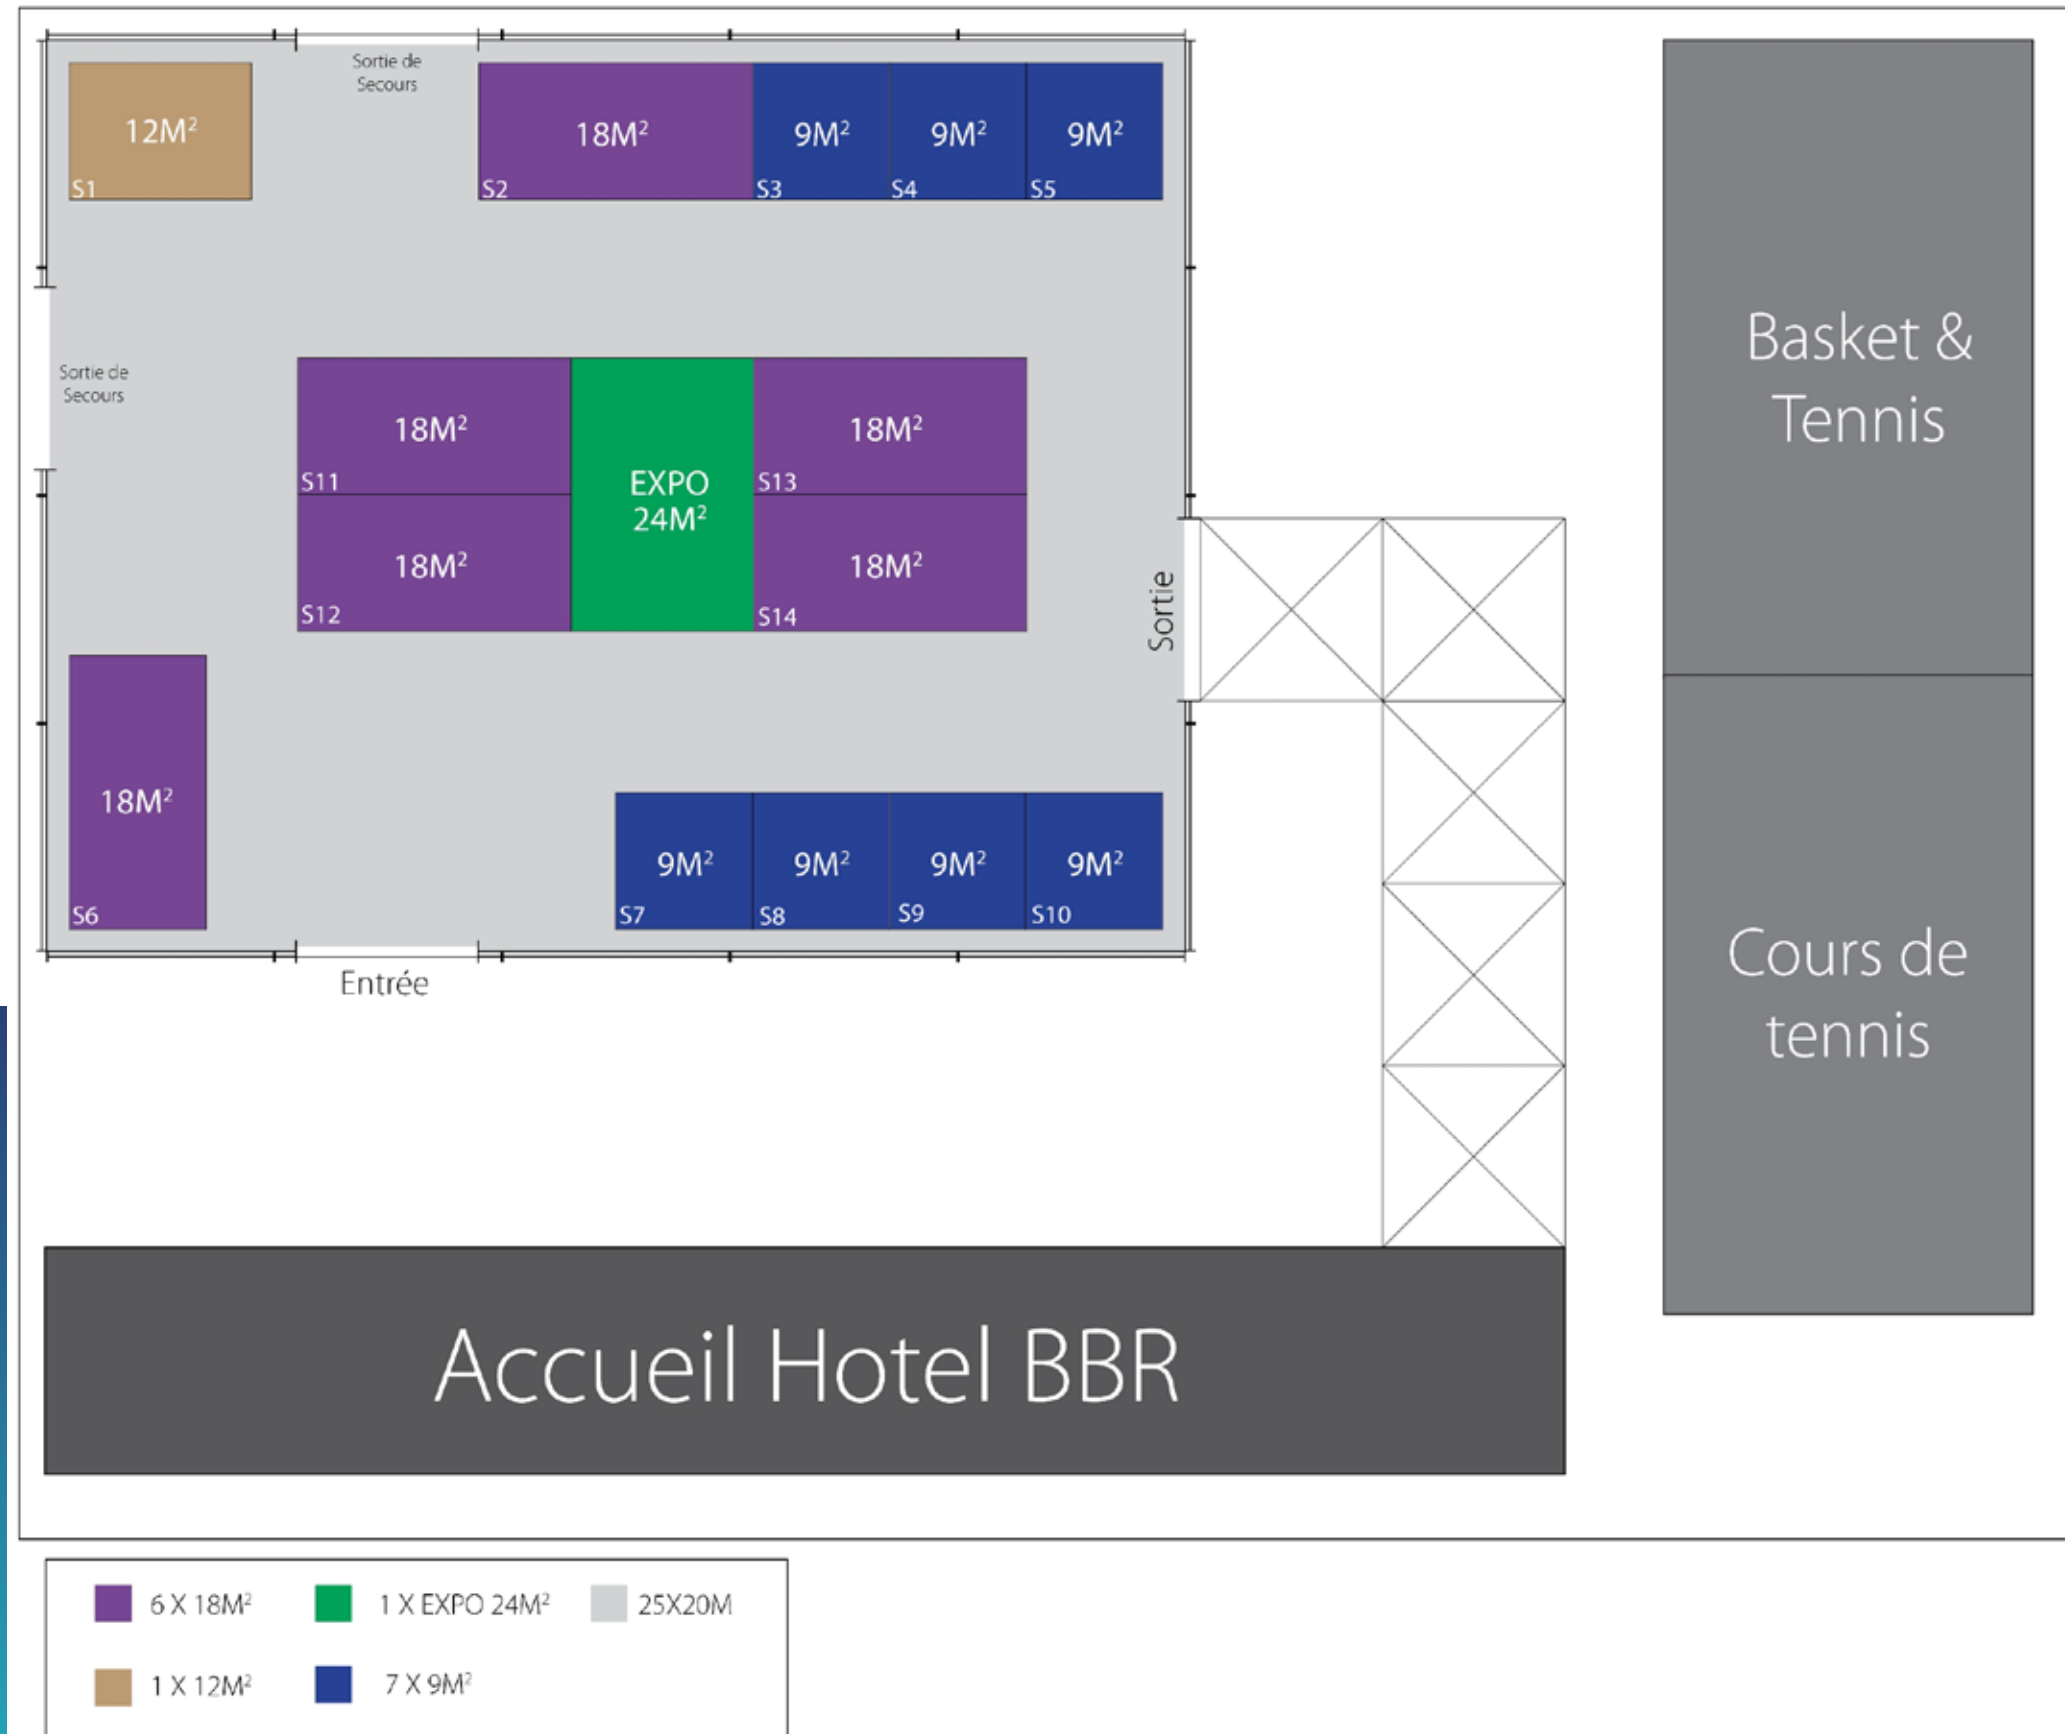 Sortie de
Secours
12M²
S1
18M²
S2
9M²
S3
9M²
S4
9M²
S5
Sortie de
Secours
18M²
S11
EXPO
24M²
18M²
S13
18M²
S12
18M²
S14
Sortie
18M²
S6
9M²
S7
9M²
S8
9M²
S9
9M²
S10
Entrée
Basket &
Tennis
Cours de
tennis
Accueil Hotel BBR
6 X 18M²
1 X EXPO 24M²
25X20M
1 X 12M²
7 X 9M²